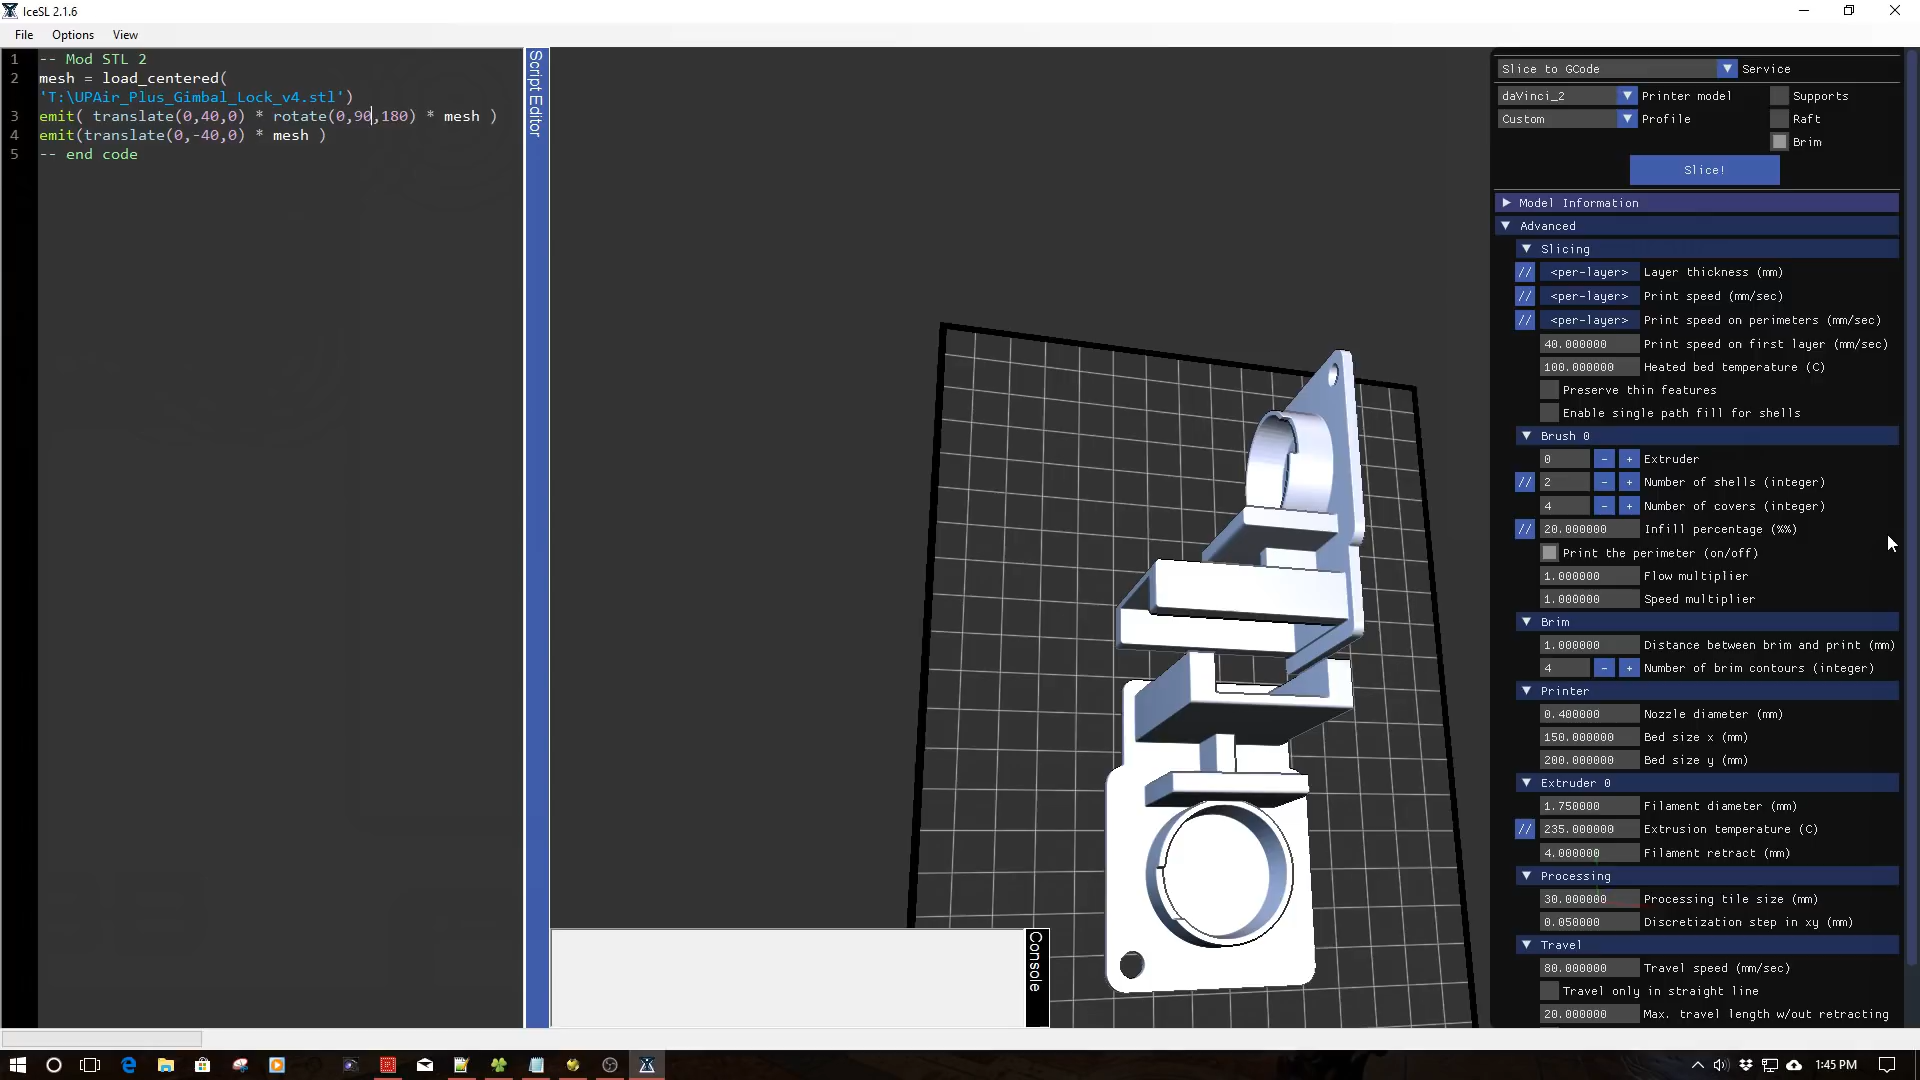 IceSL 2.1.6
File Options View
1 -- Mod STL 2
2 mesh = load_centered(
'T:\UPAir_Plus_Gimbal_Lock_v4.stl')
3 emit( translate(0,40,0) * rotate(0,90,180) * mesh )
4 emit(translate(0,-40,0) * mesh )
5 -- end code
Script Editor
Console
Slice to GCode Service
daVinci_2 Printer model Supports
Custom Profile Raft
Brim
Slice!
Model Information
Advanced
Slicing
// <per-layer> Layer thickness (mm)
// <per-layer> Print speed (mm/sec)
// <per-layer> Print speed on perimeters (mm/sec)
40.000000 Print speed on first layer (mm/sec)
100.000000 Heated bed temperature (C)
Preserve thin features
Enable single path fill for shells
Brush 0
0 - + Extruder
// 2 - + Number of shells (integer)
4 - + Number of covers (integer)
// 20.000000 Infill percentage (%%)
Print the perimeter (on/off)
1.000000 Flow multiplier
1.000000 Speed multiplier
Brim
1.000000 Distance between brim and print (mm)
4 - + Number of brim contours (integer)
Printer
0.400000 Nozzle diameter (mm)
150.000000 Bed size x (mm)
200.000000 Bed size y (mm)
Extruder 0
1.750000 Filament diameter (mm)
// 235.000000 Extrusion temperature (C)
4.000000 Filament retract (mm)
Processing
30.000000 Processing tile size (mm)
0.050000 Discretization step in xy (mm)
Travel
80.000000 Travel speed (mm/sec)
Travel only in straight line
20.000000 Max. travel length w/out retracting
1:45 PM